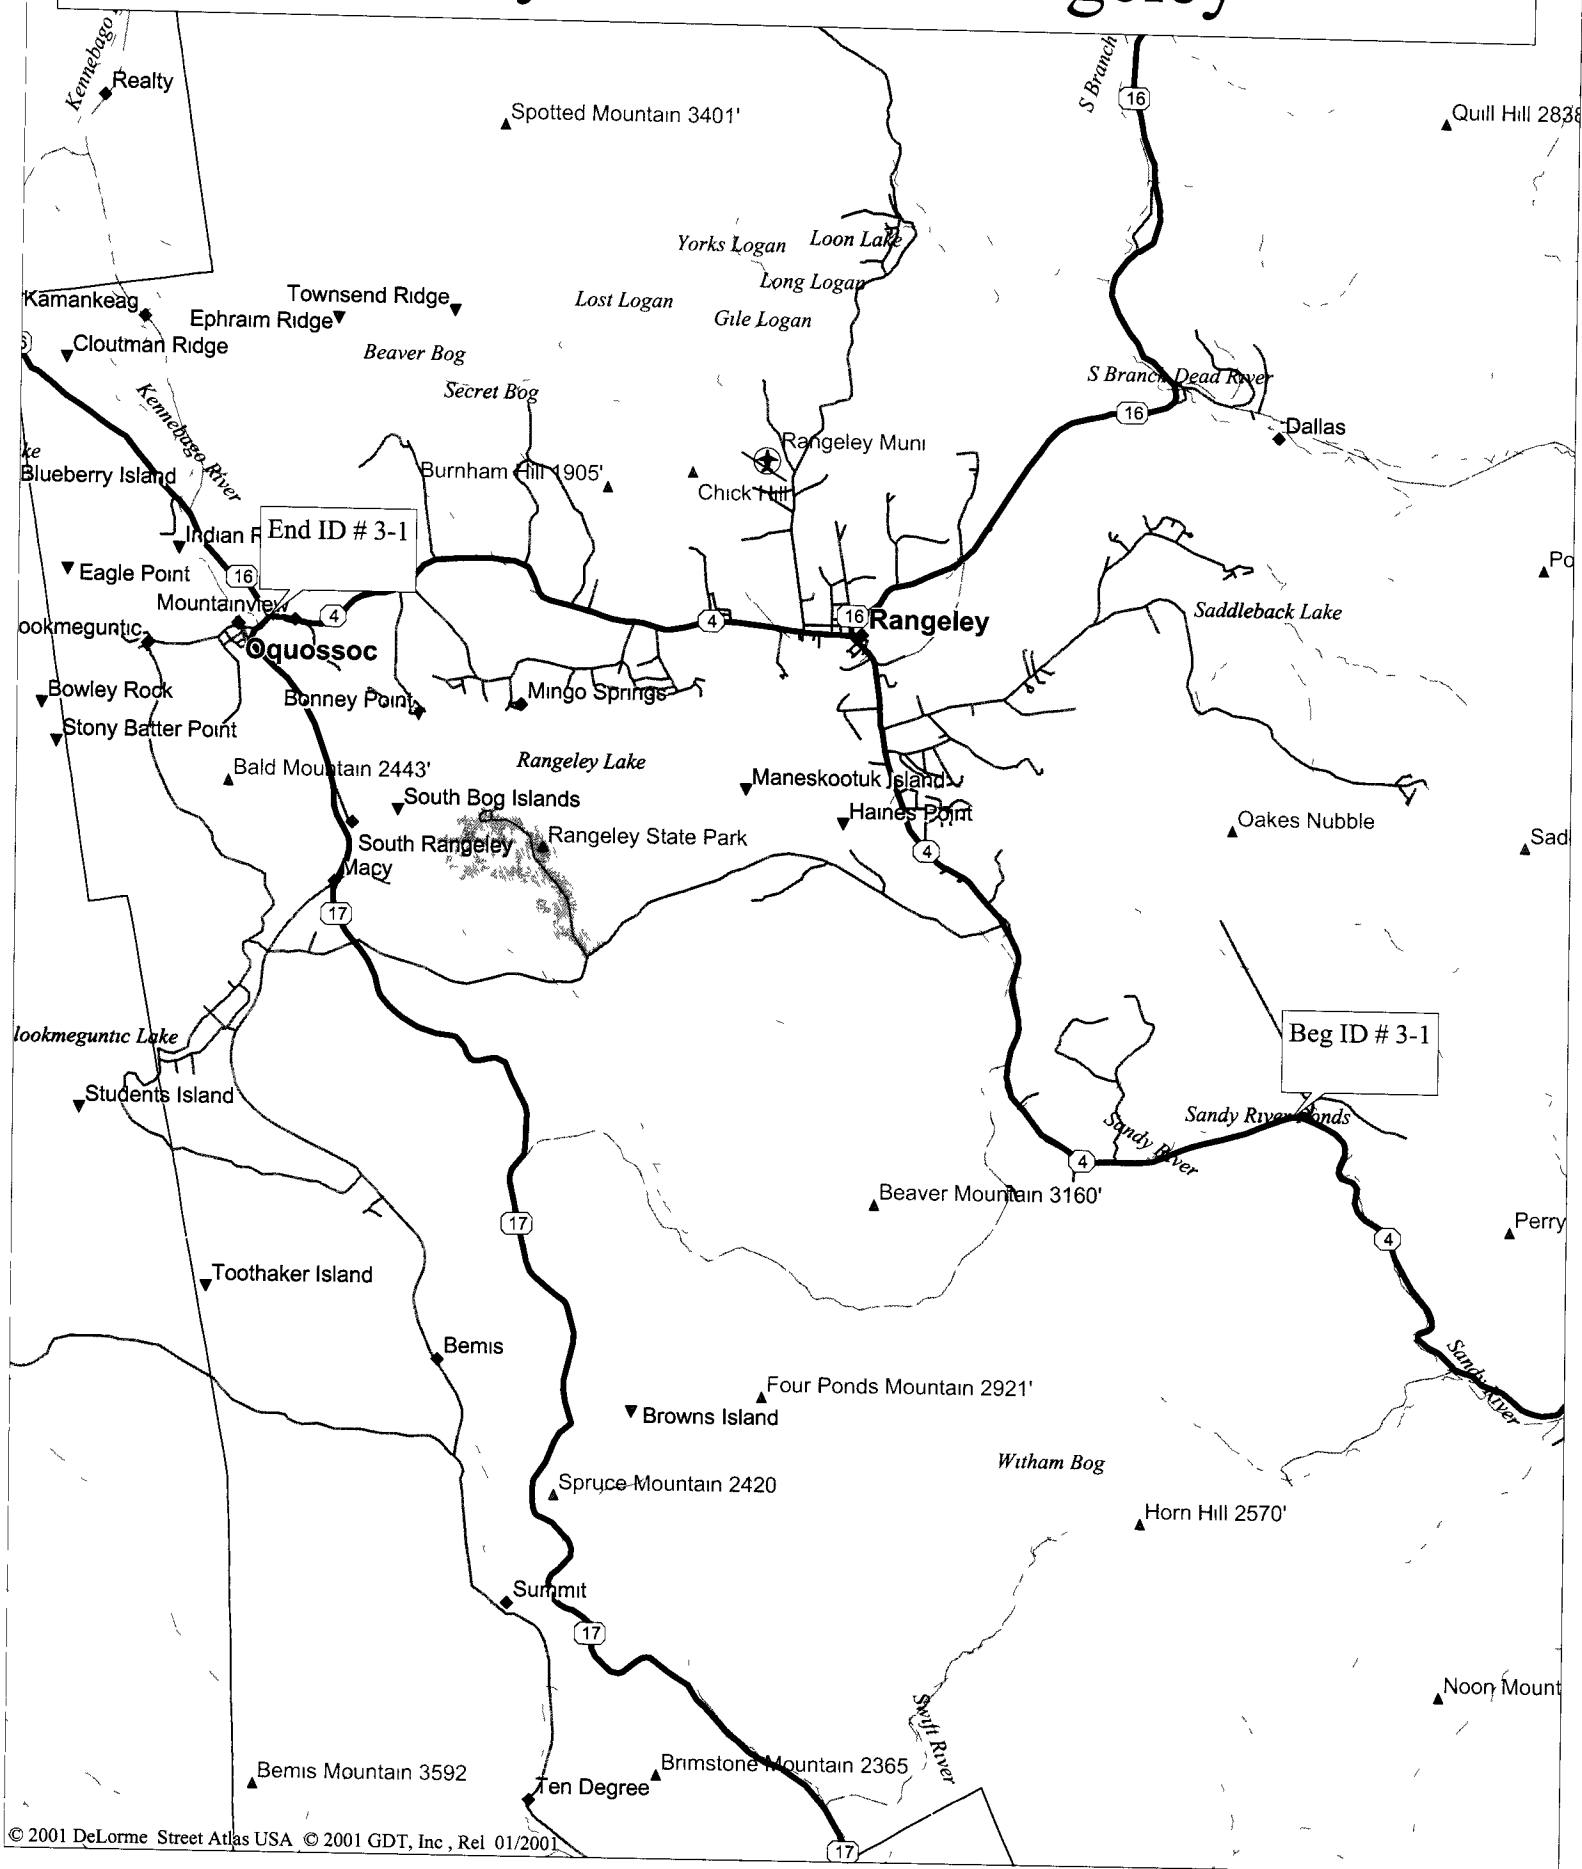 Kennebago
S Branch
Realty
16
Spotted Mountain 3401'
Quill Hill 2838
Yorks Logan
Loon Lake
Long Logan
Kamankeag
Townsend Ridge
Lost Logan
Ephraim Ridge
Gile Logan
Cloutman Ridge
Beaver Bog
S Branch Dead River
Secret Bog
Kennebago River
16
Dallas
Rangeley Muni
ke
Blueberry Island
Burnham Hill 1905'
Chick Hill
End ID # 3-1
Indian R
Eagle Point
16
Po
Mountainview
4
4
16
Rangeley
Saddleback Lake
ookmeguntic
Oquossoc
Bowley Rock
Bonney Point
Mingo Springs
Stony Batter Point
Rangeley Lake
Bald Mountain 2443'
Maneskootuk Island
South Bog Islands
Haines Point
Oakes Nubble
South Rangeley
Rangeley State Park
Sad
4
Macy
17
Beg ID # 3-1
lookmeguntic Lake
Students Island
Sandy River Ponds
Sandy River
4
Beaver Mountain 3160'
17
Perry
4
Toothaker Island
Bemis
Sandy River
Four Ponds Mountain 2921'
Browns Island
Witham Bog
Spruce Mountain 2420
Horn Hill 2570'
Summit
17
Noon Mount
Swift River
Bemis Mountain 3592
Brimstone Mountain 2365
Ten Degree
© 2001 DeLorme Street Atlas USA © 2001 GDT, Inc , Rel 01/2001
17